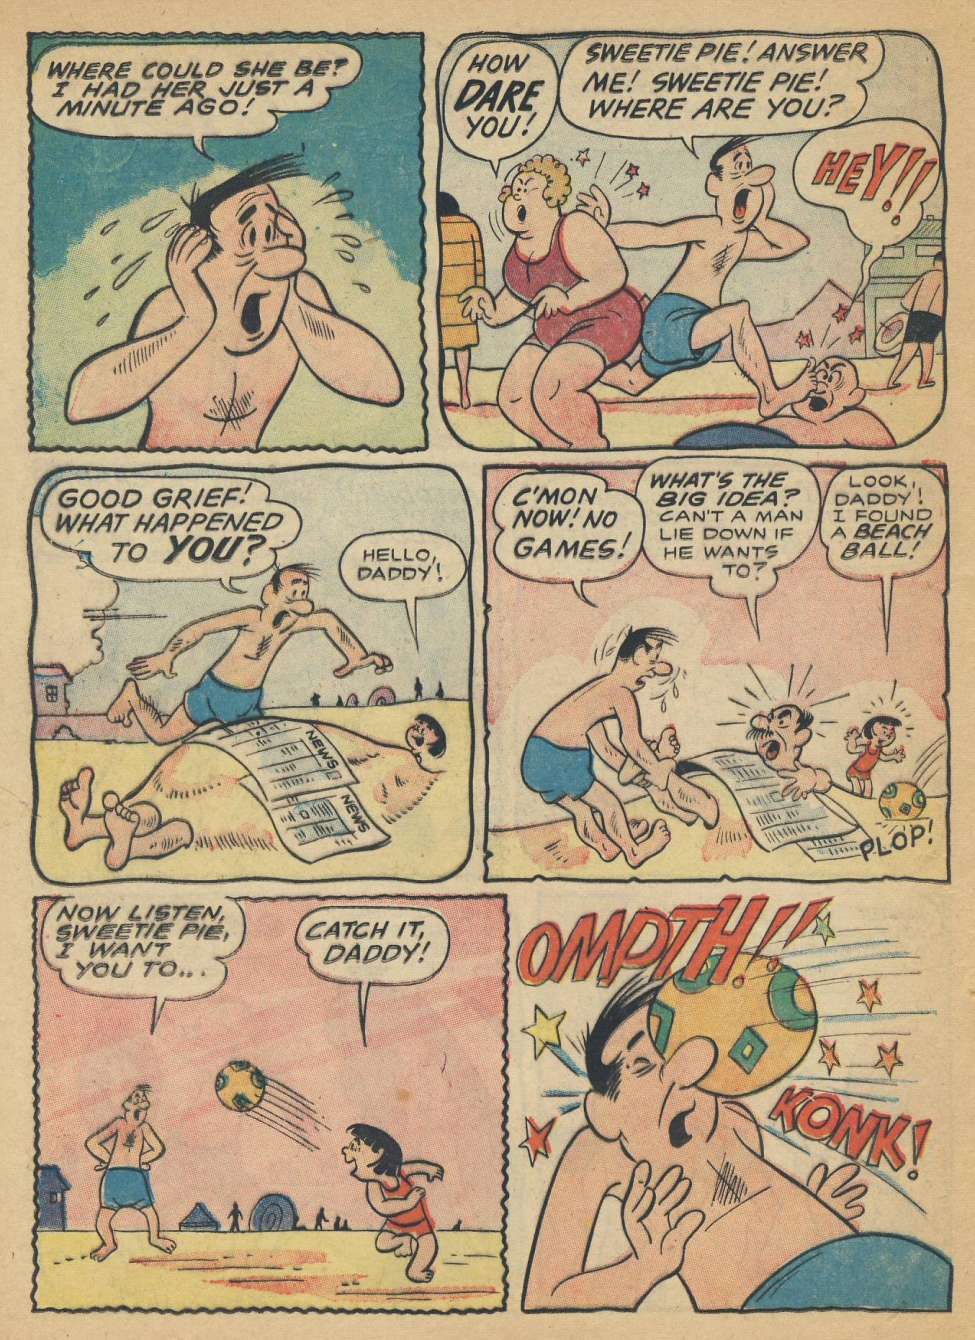 WHERE COULD SHE BE?
I HAD HER JUST A
MINUTE AGO!
HOW
DARE
YOU!
SWEETIE PIE! ANSWER
ME! SWEETIE PIE!
WHERE ARE YOU?
HEY!!
GOOD GRIEF!
WHAT HAPPENED
TO YOU?
HELLO,
DADDY!
NEWS
NEWS
C'MON
NOW! NO
GAMES!
WHAT'S THE
BIG IDEA?
CAN'T A MAN
LIE DOWN IF
HE WANTS
TO?
LOOK,
DADDY!
I FOUND
A BEACH
BALL!
PLOP!
NOW LISTEN,
SWEETIE PIE,
I WANT
YOU TO...
CATCH IT,
DADDY!
OMPTH!!
KONK!